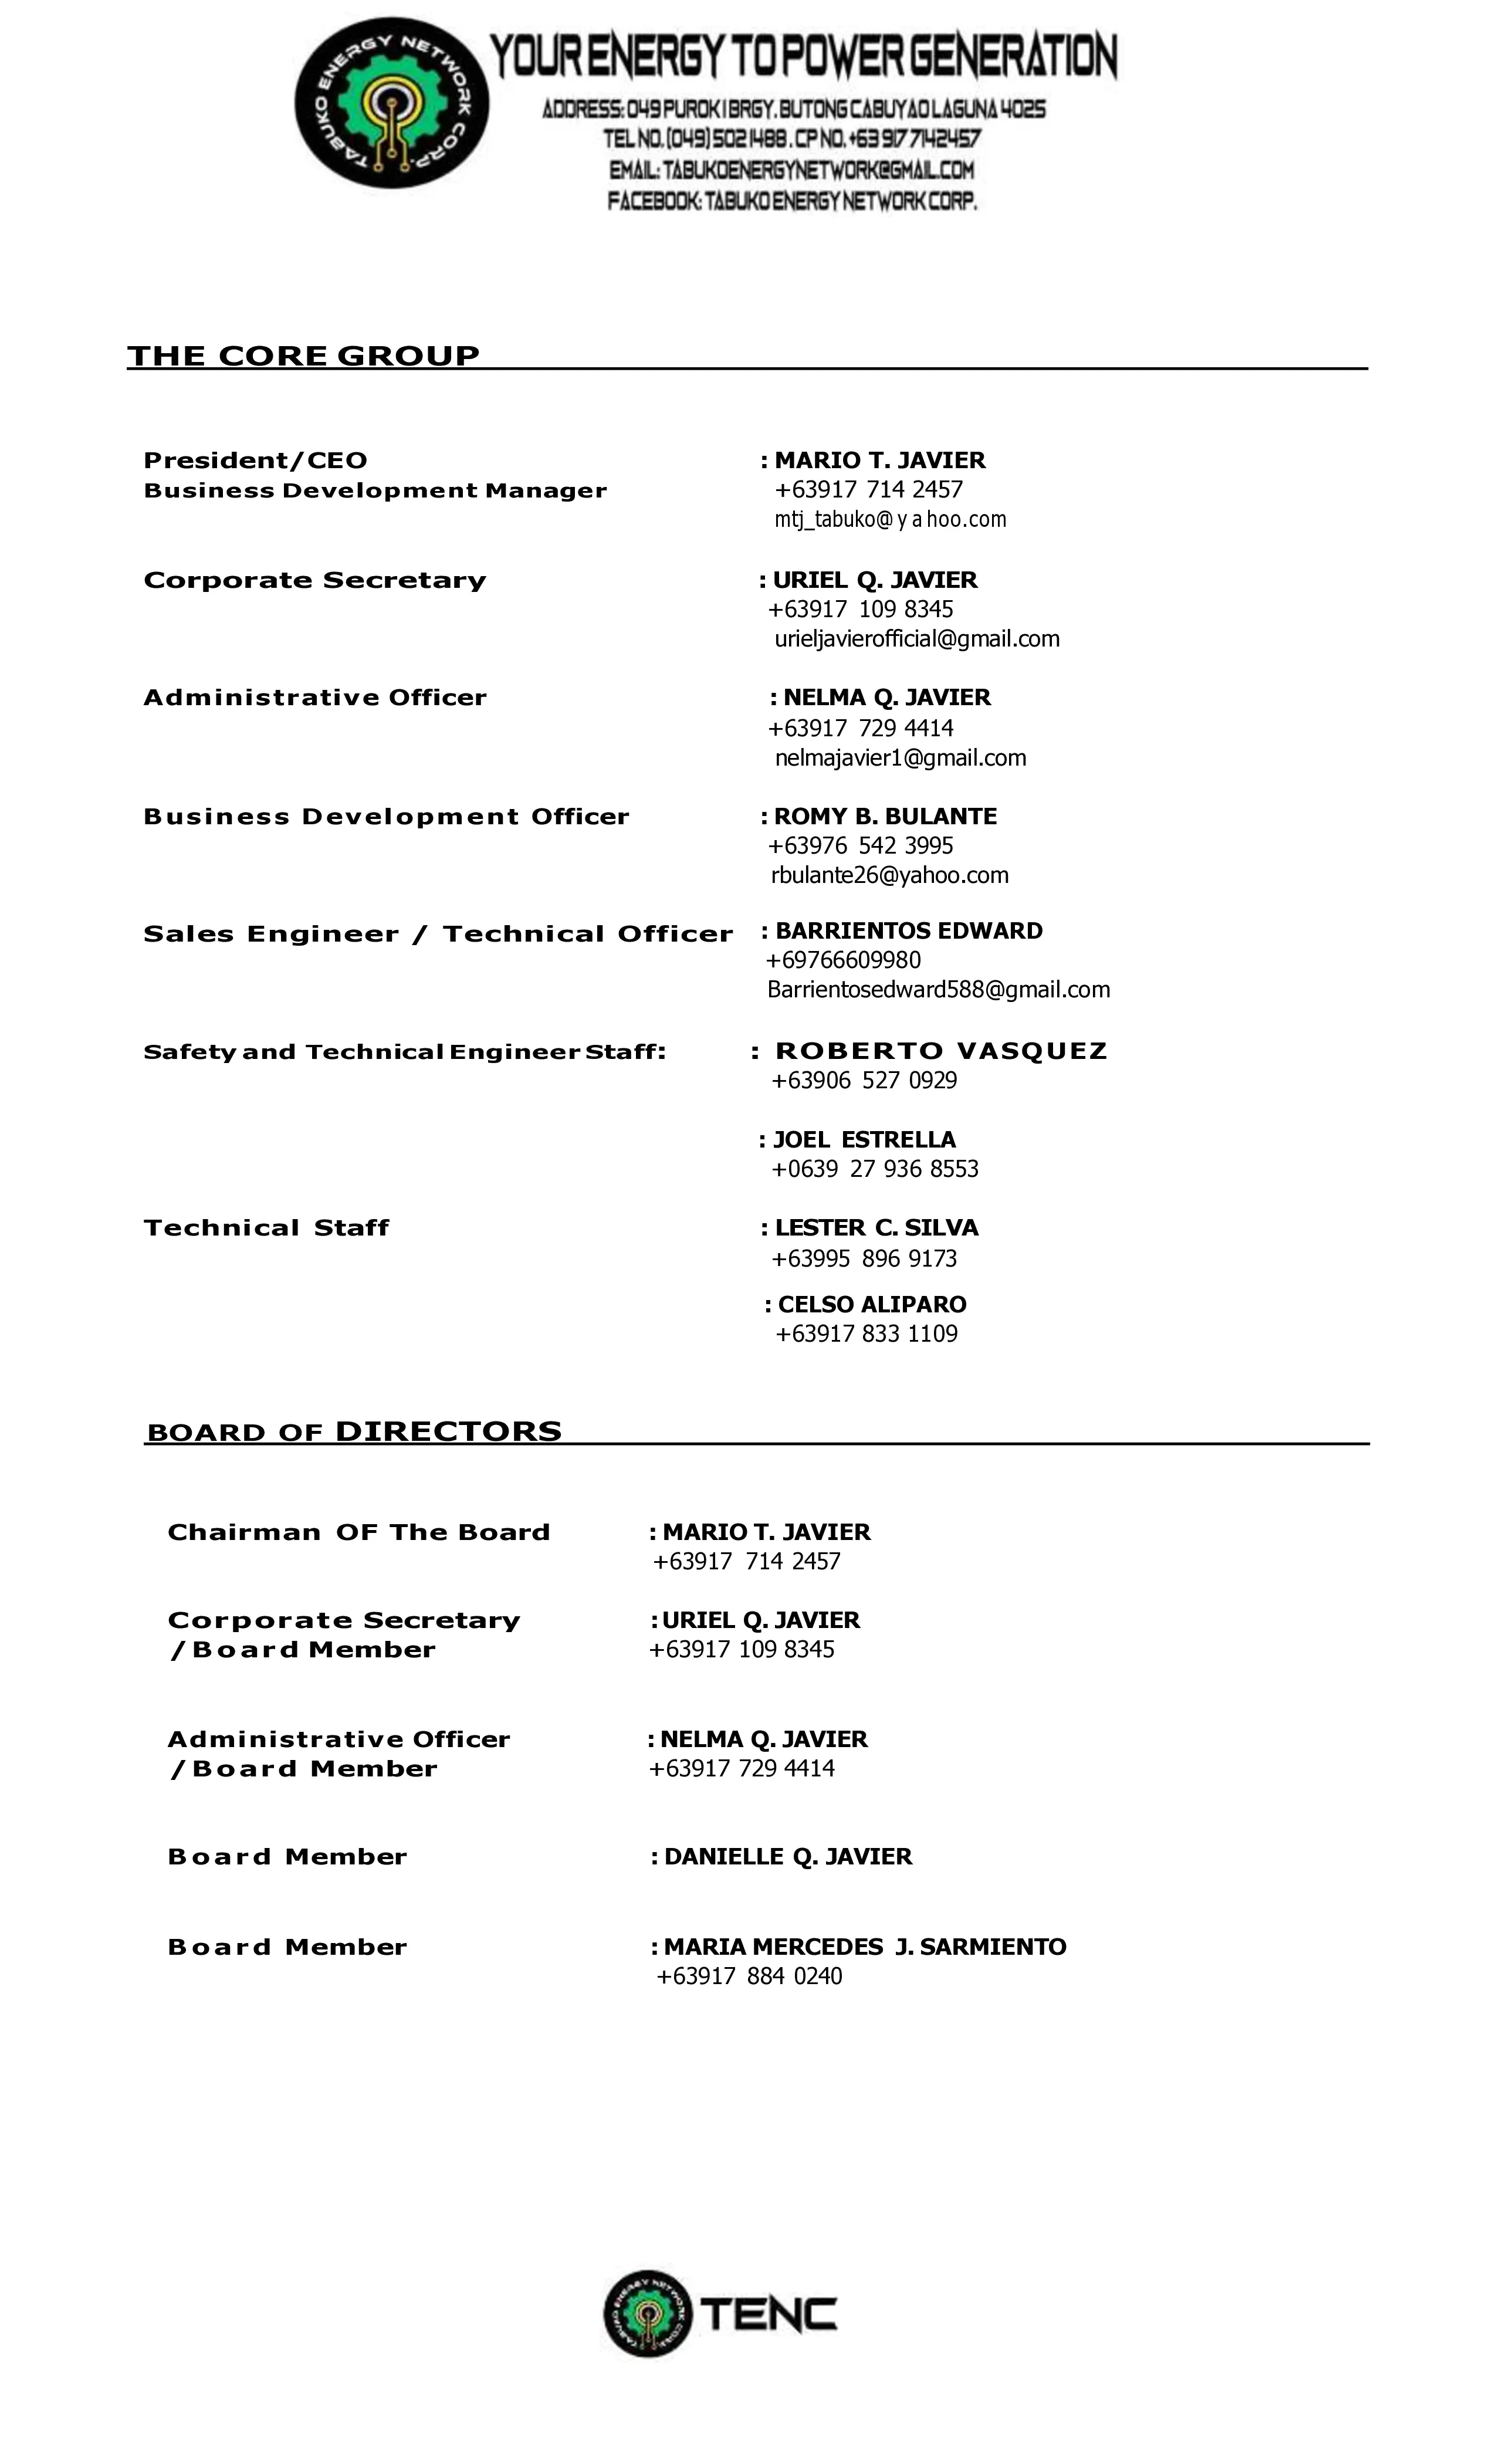 TABUKO ENERGY NETWORK CORP.
YOUR ENERGY TO POWER GENERATION
ADDRESS: 049 PUROK I BRGY. BUTONG CABUYAO LAGUNA 4025
TEL NO. (049) 502 1488 . CP NO. +63 917 7142457
EMAIL: TABUKOENERGYNETWORK@GMAIL.COM
FACEBOOK: TABUKO ENERGY NETWORK CORP.
THE CORE GROUP
President/CEO : MARIO T. JAVIER
Business Development Manager +63917 714 2457
mtj_tabuko@yahoo.com
Corporate Secretary : URIEL Q. JAVIER
+63917 109 8345
urieljavierofficial@gmail.com
Administrative Officer : NELMA Q. JAVIER
+63917 729 4414
nelmajavier1@gmail.com
Business Development Officer : ROMY B. BULANTE
+63976 542 3995
rbulante26@yahoo.com
Sales Engineer / Technical Officer : BARRIENTOS EDWARD
+69766609980
Barrientosedward588@gmail.com
Safety and Technical Engineer Staff: : ROBERTO VASQUEZ
+63906 527 0929
: JOEL ESTRELLA
+0639 27 936 8553
Technical Staff : LESTER C. SILVA
+63995 896 9173
: CELSO ALIPARO
+63917 833 1109
BOARD OF DIRECTORS
Chairman OF The Board : MARIO T. JAVIER
+63917 714 2457
Corporate Secretary : URIEL Q. JAVIER
/Board Member +63917 109 8345
Administrative Officer : NELMA Q. JAVIER
/Board Member +63917 729 4414
Board Member : DANIELLE Q. JAVIER
Board Member : MARIA MERCEDES J. SARMIENTO
+63917 884 0240
TABUKO ENERGY NETWORK CORP.
TENC